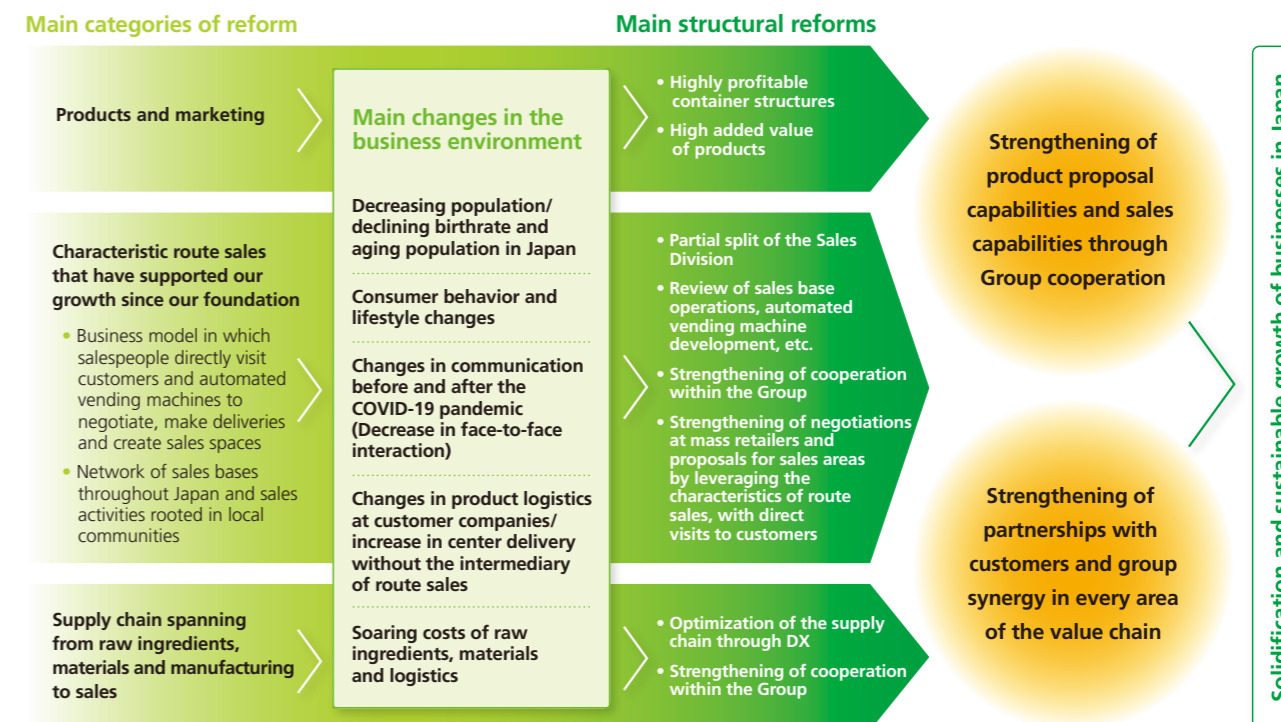 Main categories of reform
Main structural reforms
Products and marketing
Main changes in the
business environment
Decreasing population/
declining birthrate and
aging population in Japan
Consumer behavior and
lifestyle changes
Changes in communication
before and after the
COVID-19 pandemic
(Decrease in face-to-face
interaction)
Changes in product logistics
at customer companies/
increase in center delivery
without the intermediary
of route sales
Soaring costs of raw
ingredients, materials
and logistics
• Highly profitable
container structures
• High added value
of products
Characteristic route sales
that have supported our
growth since our foundation
• Business model in which
salespeople directly visit
customers and automated
vending machines to
negotiate, make deliveries
and create sales spaces
• Network of sales bases
throughout Japan and sales
activities rooted in local
communities
• Partial split of the Sales
Division
• Review of sales base
operations, automated
vending machine
development, etc.
• Strengthening of cooperation
within the Group
• Strengthening of negotiations
at mass retailers and
proposals for sales areas
by leveraging the
characteristics of route
sales, with direct
visits to customers
Supply chain spanning
from raw ingredients,
materials and manufacturing
to sales
• Optimization of the supply
chain through DX
• Strengthening of cooperation
within the Group
Strengthening of
product proposal
capabilities and sales
capabilities through
Group cooperation
Strengthening of
partnerships with
customers and group
synergy in every area
of the value chain
Solidification and sustainable growth of businesses in Japan